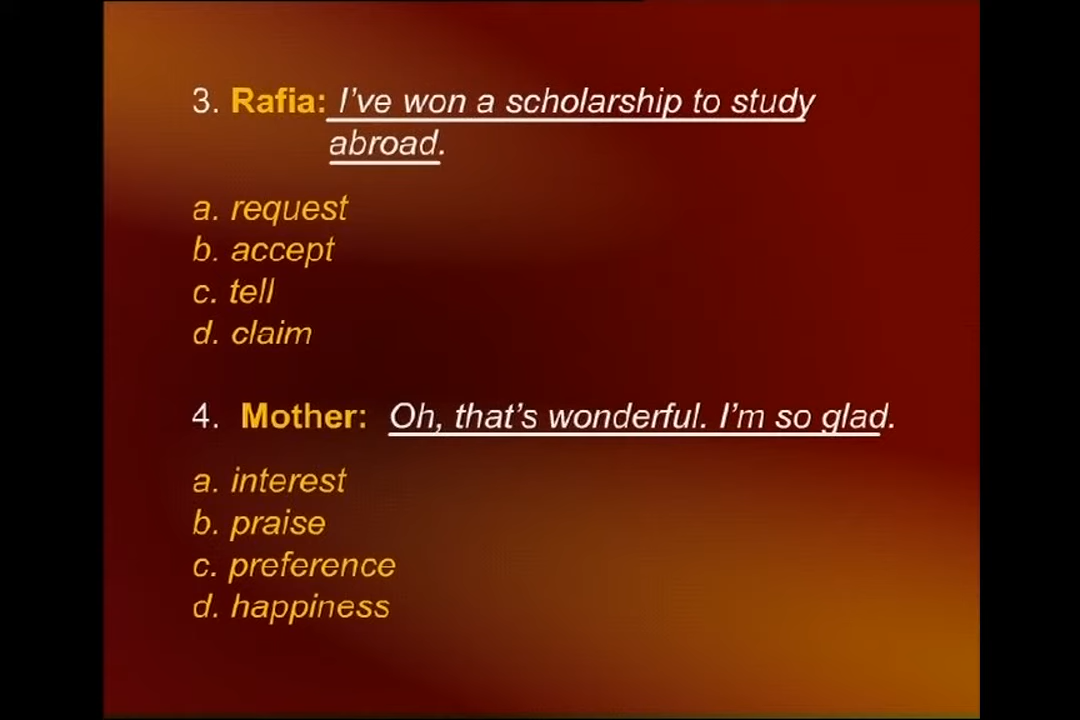 3. Rafia: I've won a scholarship to study
abroad.
a. request
b. accept
c. tell
d. claim
4. Mother: Oh, that's wonderful. I'm so glad.
a. interest
b. praise
c. preference
d. happiness